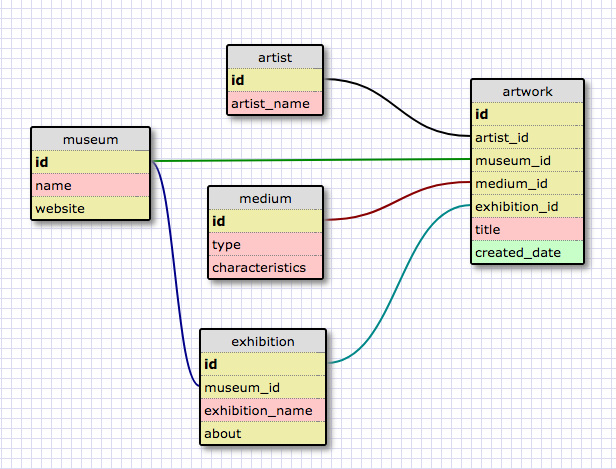 artist
id
artist_name
artwork
id
artist_id
museum_id
medium_id
exhibition_id
title
created_date
museum
id
name
website
medium
id
type
characteristics
exhibition
id
museum_id
exhibition_name
about